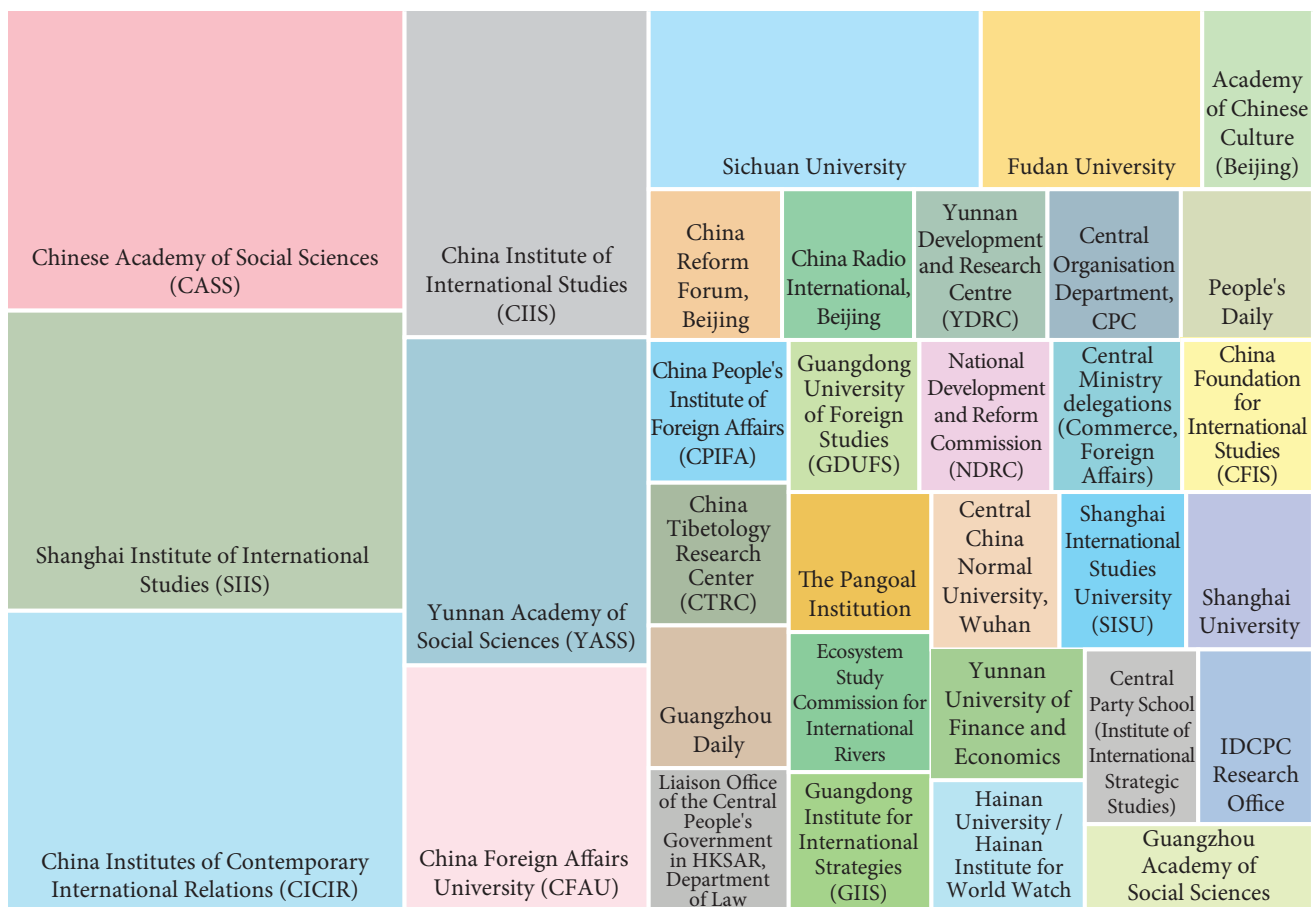 Chinese Academy of Social Sciences
(CASS)
Shanghai Institute of International
Studies (SIIS)
China Institutes of Contemporary
International Relations (CICIR)
China Institute of
International Studies
(CIIS)
Yunnan Academy of
Social Sciences (YASS)
China Foreign Affairs
University (CFAU)
Sichuan University
Fudan University
Academy
of Chinese
Culture
(Beijing)
China
Reform
Forum,
Beijing
China Radio
International,
Beijing
Yunnan
Development
and Research
Centre
(YDRC)
Central
Organisation
Department,
CPC
People's
Daily
China People's
Institute of
Foreign Affairs
(CPIFA)
Guangdong
University
of Foreign
Studies
(GDUFS)
National
Development
and Reform
Commission
(NDRC)
Central
Ministry
delegations
(Commerce,
Foreign
Affairs)
China
Foundation
for
International
Studies
(CFIS)
China
Tibetology
Research
Center
(CTRC)
The Pangoal
Institution
Central
China
Normal
University,
Wuhan
Shanghai
International
Studies
University
(SISU)
Shanghai
University
Guangzhou
Daily
Ecosystem
Study
Commission for
International
Rivers
Yunnan
University of
Finance and
Economics
Central
Party School
(Institute of
International
Strategic
Studies)
IDCPC
Research
Office
Liaison Office
of the Central
People's
Government
in HKSAR,
Department
of Law
Guangdong
Institute for
International
Strategies
(GIIS)
Hainan
University /
Hainan
Institute for
World Watch
Guangzhou
Academy of
Social Sciences